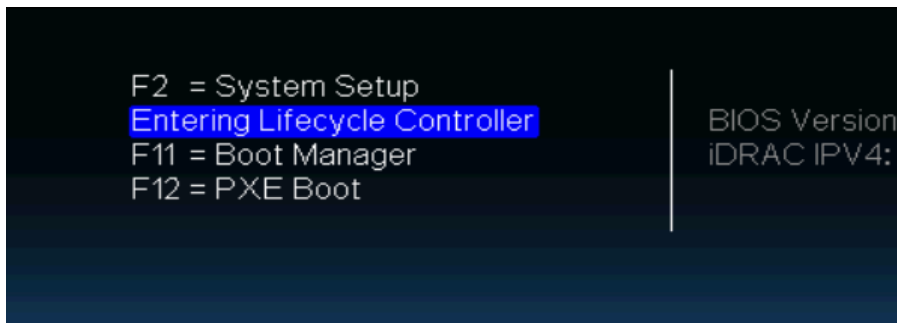 F2 = System Setup
Entering Lifecycle Controller
F11 = Boot Manager
F12 = PXE Boot
BIOS Version
iDRAC IPV4: